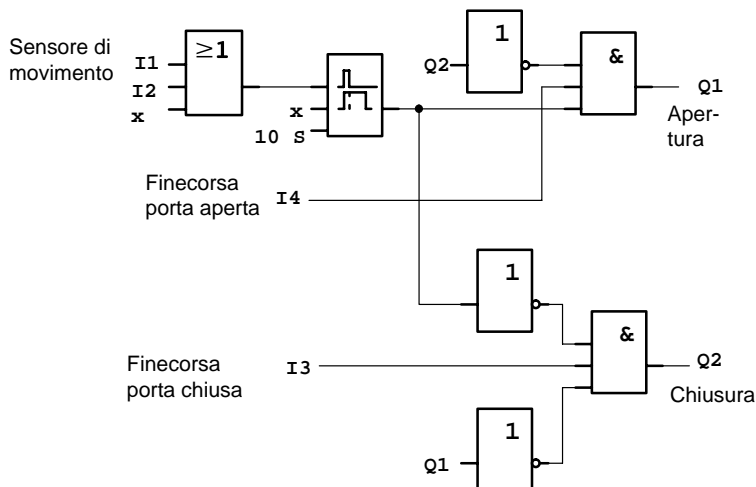 Sensore di
movimento
I1
I2
x
≥1
x
10 S
Q2
1
&
Q1
Aper-
tura
Finecorsa
porta aperta
I4
1
&
Finecorsa
porta chiusa
I3
Q2
Chiusura
Q1
1